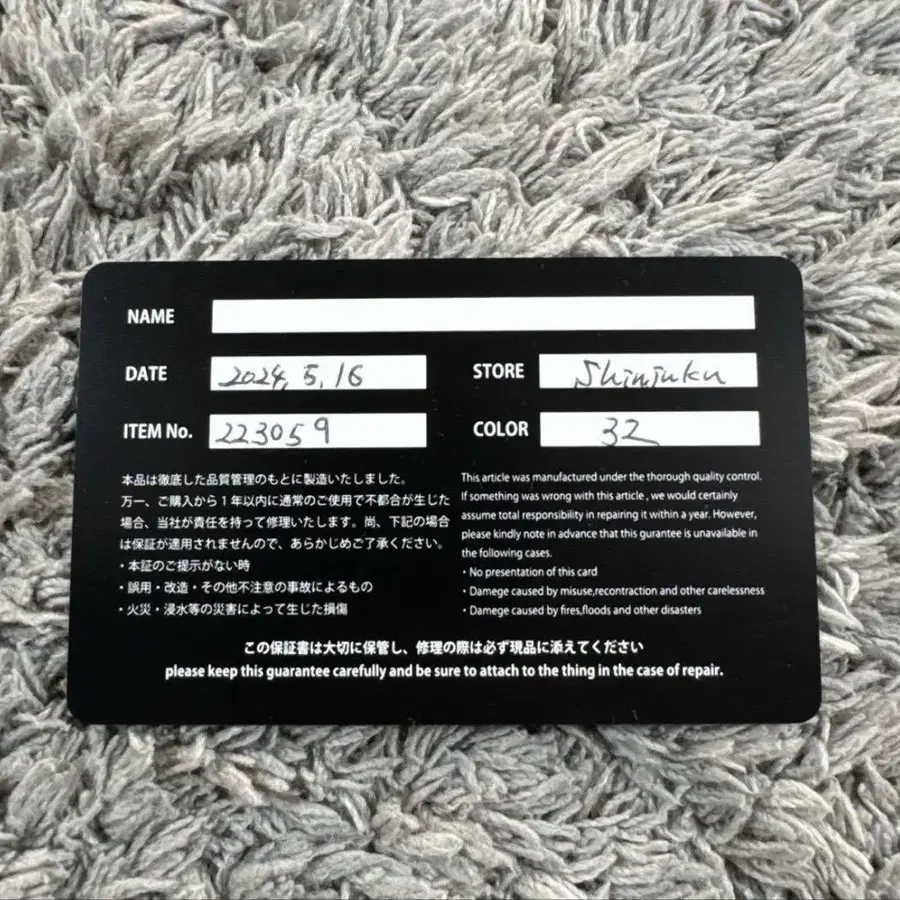 NAME
DATE 2024, 5, 16 STORE Shinjuku
ITEM No. 223059 COLOR 32
本品は徹底した品質管理のもとに製造いたしました。
万一、ご購入から1年以内に通常のご使用で不都合が生じた
場合、当社が責任を持って修理いたします。尚、下記の場合
は保証が適用されませんので、あらかじめご了承ください。
・本証のご提示がない時
・誤用・改造・その他不注意の事故によるもの
・火災・浸水等の災害によって生じた損傷
This article was manufactured under the thorough quality control.
If something was wrong with this article , we would certainly
assume total responsibility in repairing it within a year. However,
please kindly note in advance that this gurantee is unavailable in
the following cases.
・No presentation of this card
・Damege caused by misuse,recontraction and other carelessness
・Damege caused by fires,floods and other disasters
この保証書は大切に保管し、修理の際は必ず現品に添えてください
please keep this guarantee carefully and be sure to attach to the thing in the case of repair.